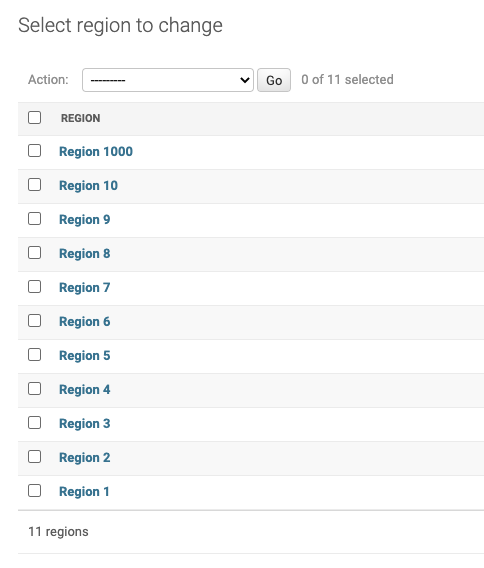 Select region to change
Action: --------- Go 0 of 11 selected
REGION
Region 1000
Region 10
Region 9
Region 8
Region 7
Region 6
Region 5
Region 4
Region 3
Region 2
Region 1
11 regions